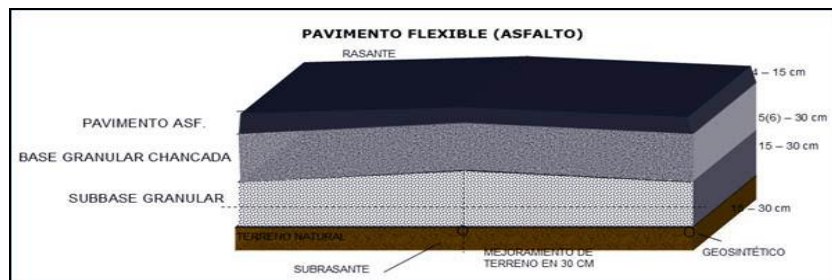 PAVIMENTO FLEXIBLE (ASFALTO)
RASANTE
4 – 15 cm
PAVIMENTO ASF.
5(6) – 30 cm
BASE GRANULAR CHANCADA
15 – 30 cm
SUBBASE GRANULAR
– 30 cm
TERRENO NATURAL
MEJORAMIENTO DE
TERRENO EN 30 CM
GEOSINTÉTICO
SUBRASANTE